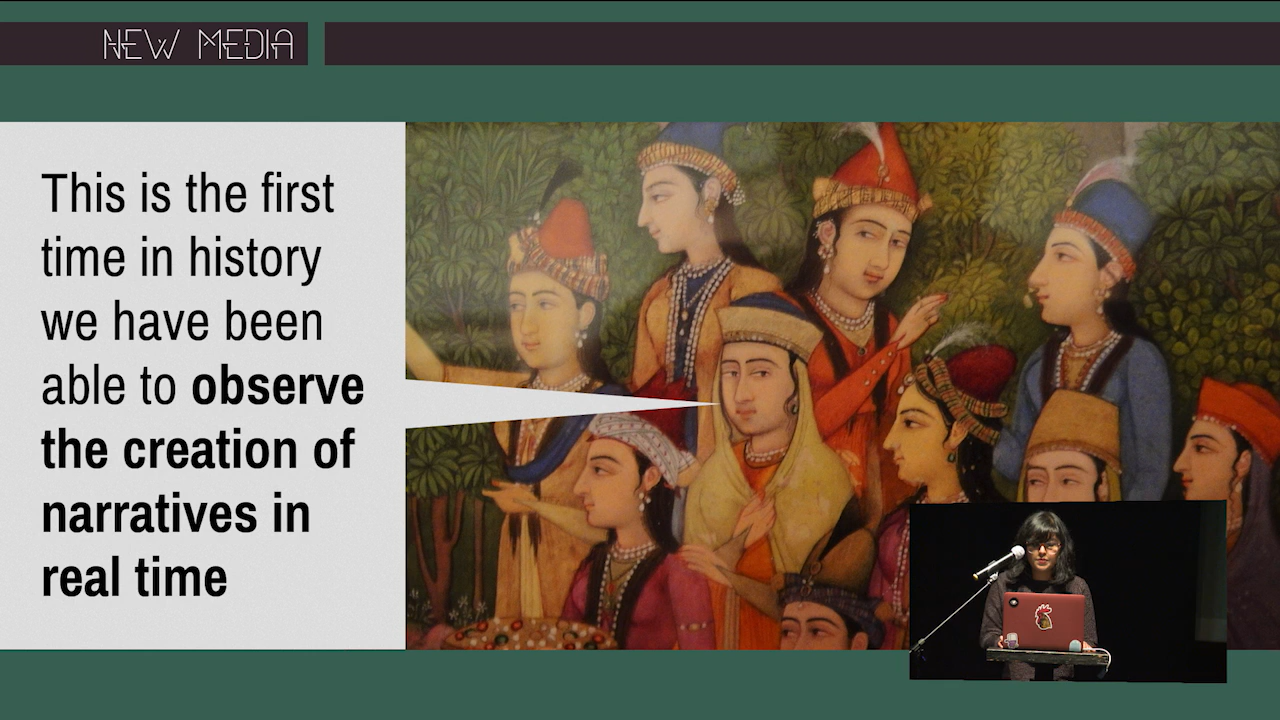 NEW MEDIA
This is the first
time in history
we have been
able to observe
the creation of
narratives in
real time